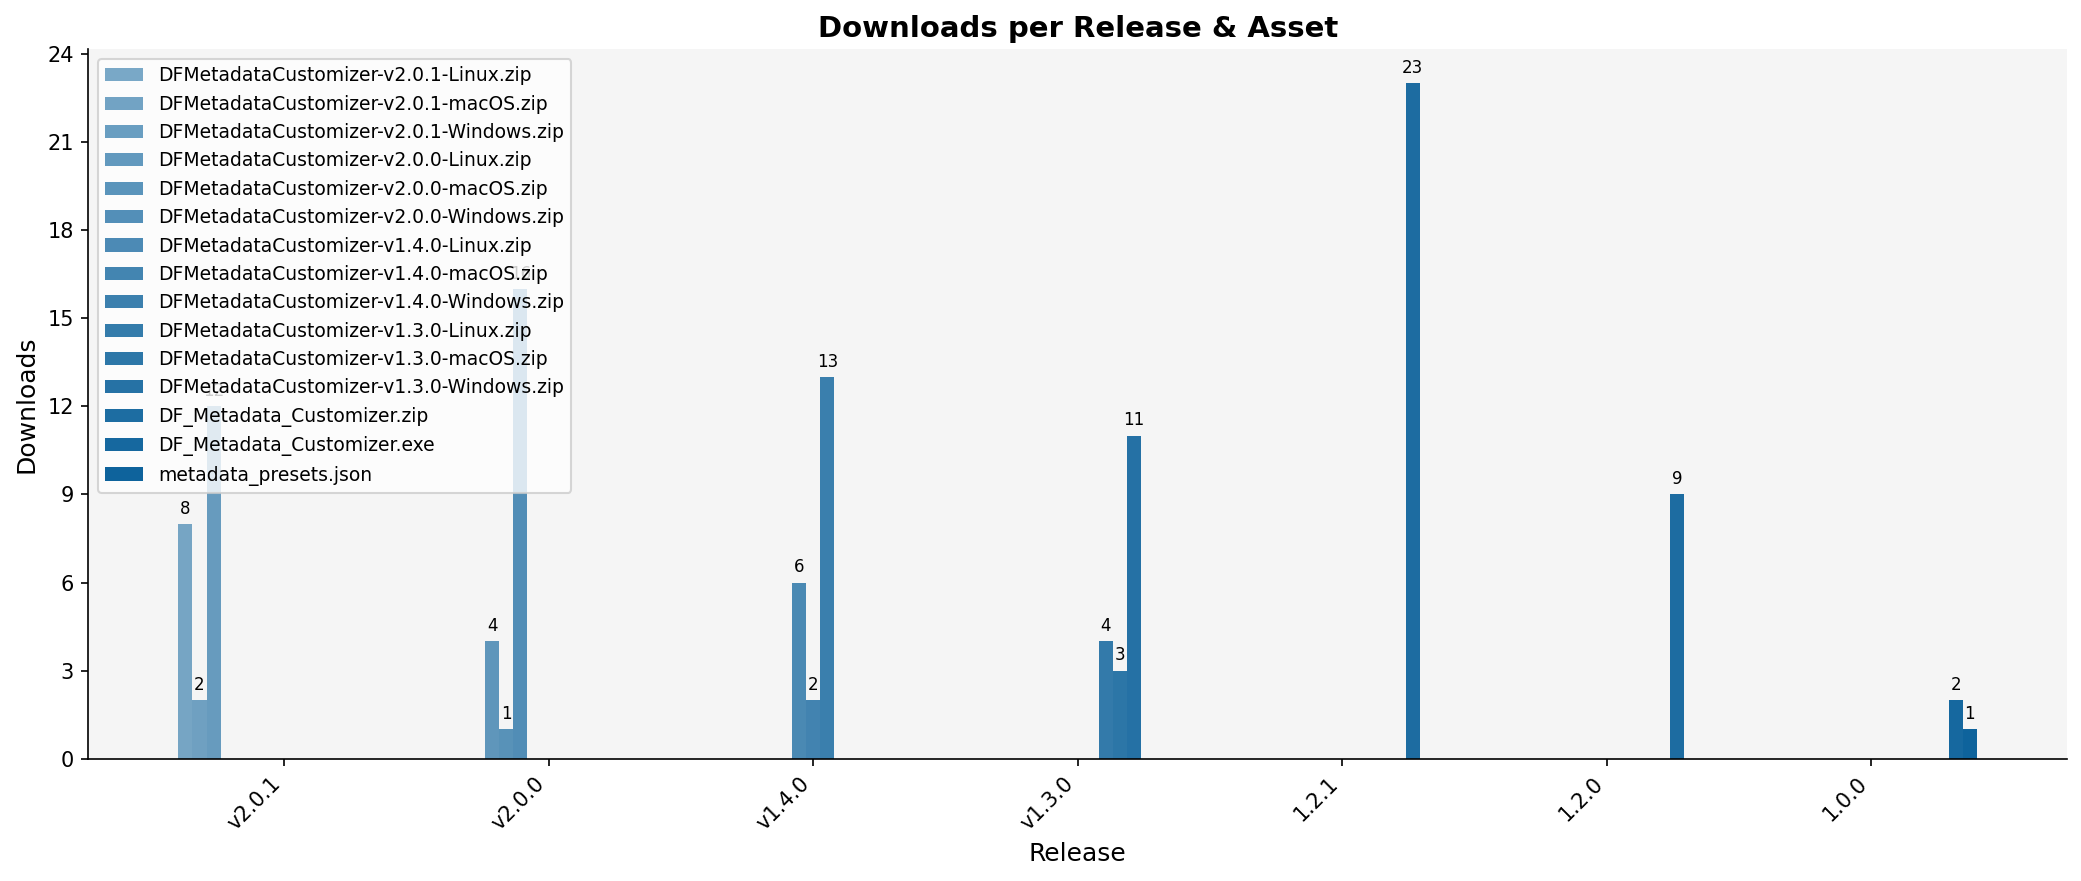 Downloads per Release & Asset
24
21
18
15
12
9
6
3
0
Downloads
DFMetadataCustomizer-v2.0.1-Linux.zip
DFMetadataCustomizer-v2.0.1-macOS.zip
DFMetadataCustomizer-v2.0.1-Windows.zip
DFMetadataCustomizer-v2.0.0-Linux.zip
DFMetadataCustomizer-v2.0.0-macOS.zip
DFMetadataCustomizer-v2.0.0-Windows.zip
DFMetadataCustomizer-v1.4.0-Linux.zip
DFMetadataCustomizer-v1.4.0-macOS.zip
DFMetadataCustomizer-v1.4.0-Windows.zip
DFMetadataCustomizer-v1.3.0-Linux.zip
DFMetadataCustomizer-v1.3.0-macOS.zip
DFMetadataCustomizer-v1.3.0-Windows.zip
DF_Metadata_Customizer.zip
DF_Metadata_Customizer.exe
metadata_presets.json
8
2
12
4
1
6
2
13
4
3
11
23
9
2
1
v2.0.1
v2.0.0
v1.4.0
v1.3.0
1.2.1
1.2.0
1.0.0
Release